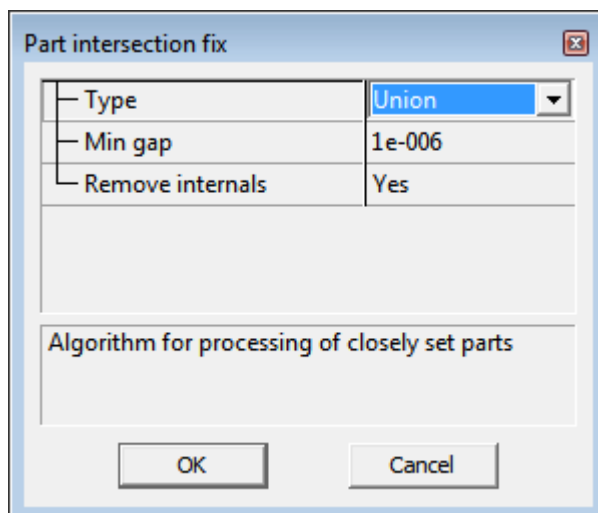 Part intersection fix
Type Union
Min gap 1e-006
Remove internals Yes
Algorithm for processing of closely set parts
OK Cancel